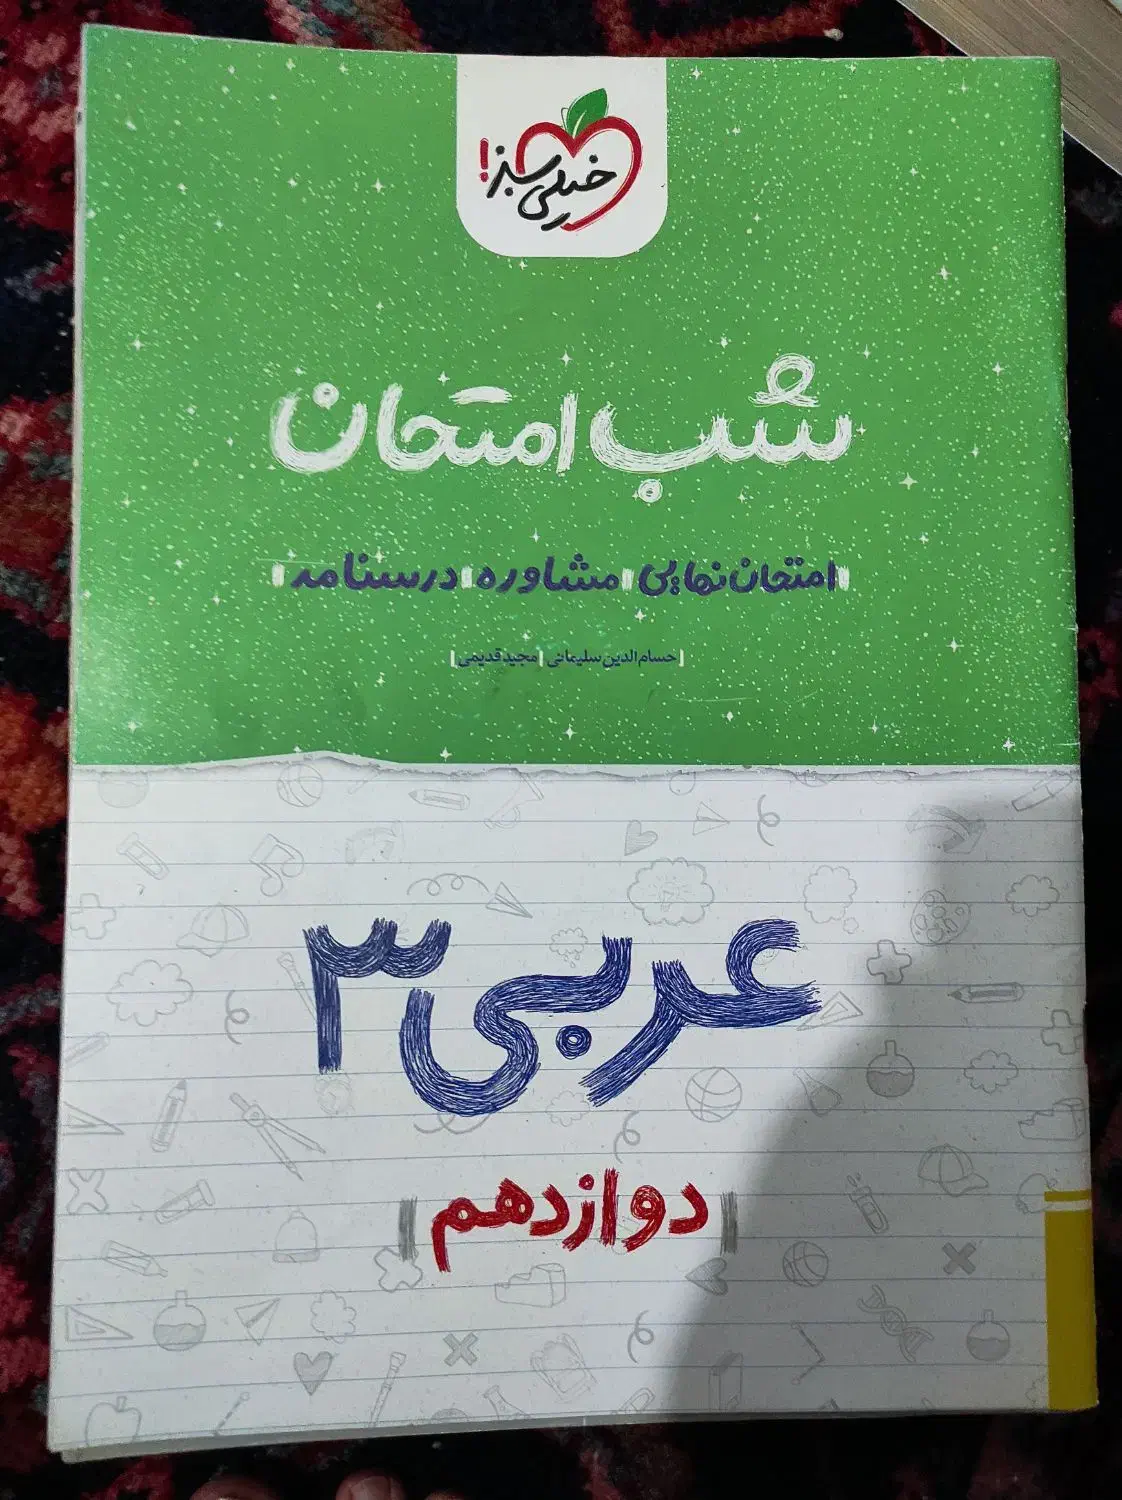 خیلی سبز!
شب امتحان
امتحان نهایی | مشاوره | درسنامه
| حسام الدین سلیمانی | مجید قدیمی |
عربی ۳
| دوازدهم |